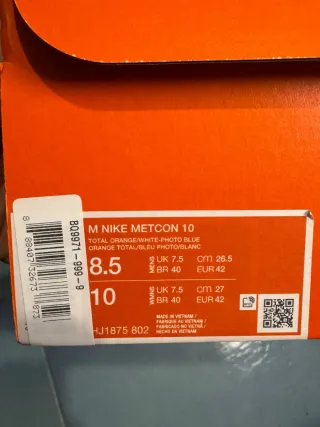 M NIKE METCON 10
TOTAL ORANGE/WHITE-PHOTO BLUE
ORANGE TOTAL/BLEU PHOTO/BLANC
8.5 MENS UK 7.5 cm 26.5
BR 40 EUR 42
10 WMNS UK 7.5 cm 27
BR 40 EUR 42
HJ1875 802
MADE IN VIETNAM /
FABRIQUÉ AU VIETNAM /
FABRICADO NO VIETNÃ /
HECHO EN VIETNAM
BQ9971-999-9